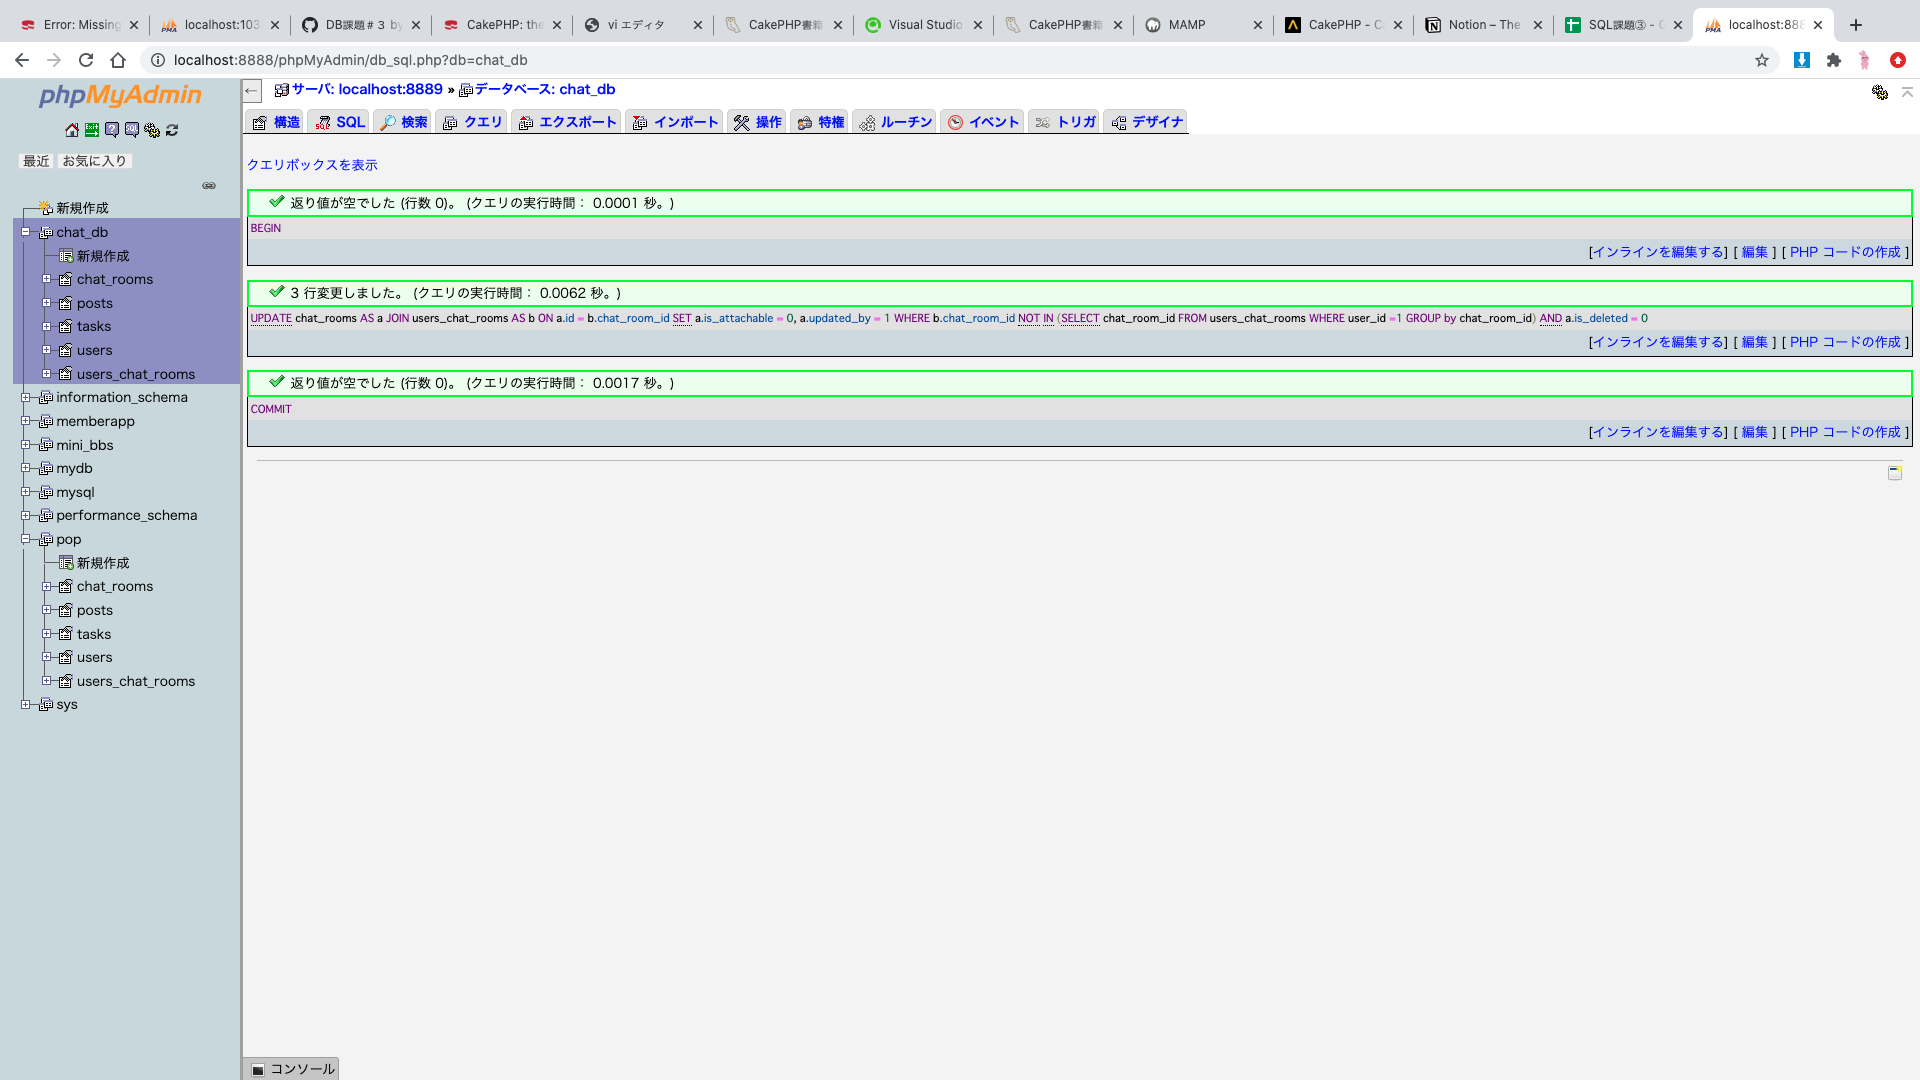 Error: Missing
localhost:103
DB課題＃３ by
CakePHP: the
vi エディタ
CakePHP書籍
Visual Studio
CakePHP書籍
MAMP
CakePHP - C
Notion – The
SQL課題③ - G
localhost:888
localhost:8888/phpMyAdmin/db_sql.php?db=chat_db
phpMyAdmin
最近 お気に入り
新規作成
chat_db
新規作成
chat_rooms
posts
tasks
users
users_chat_rooms
information_schema
memberapp
mini_bbs
mydb
mysql
performance_schema
pop
新規作成
chat_rooms
posts
tasks
users
users_chat_rooms
sys
サーバ: localhost:8889 » データベース: chat_db
構造 SQL 検索 クエリ エクスポート インポート 操作 特権 ルーチン イベント トリガ デザイナ
クエリボックスを表示
返り値が空でした (行数 0)。 (クエリの実行時間： 0.0001 秒。)
BEGIN
[インラインを編集する] [ 編集 ] [ PHP コードの作成 ]
3 行変更しました。 (クエリの実行時間： 0.0062 秒。)
UPDATE chat_rooms AS a JOIN users_chat_rooms AS b ON a.id = b.chat_room_id SET a.is_attachable = 0, a.updated_by = 1 WHERE b.chat_room_id NOT IN (SELECT chat_room_id FROM users_chat_rooms WHERE user_id =1 GROUP by chat_room_id) AND a.is_deleted = 0
[インラインを編集する] [ 編集 ] [ PHP コードの作成 ]
返り値が空でした (行数 0)。 (クエリの実行時間： 0.0017 秒。)
COMMIT
[インラインを編集する] [ 編集 ] [ PHP コードの作成 ]
コンソール